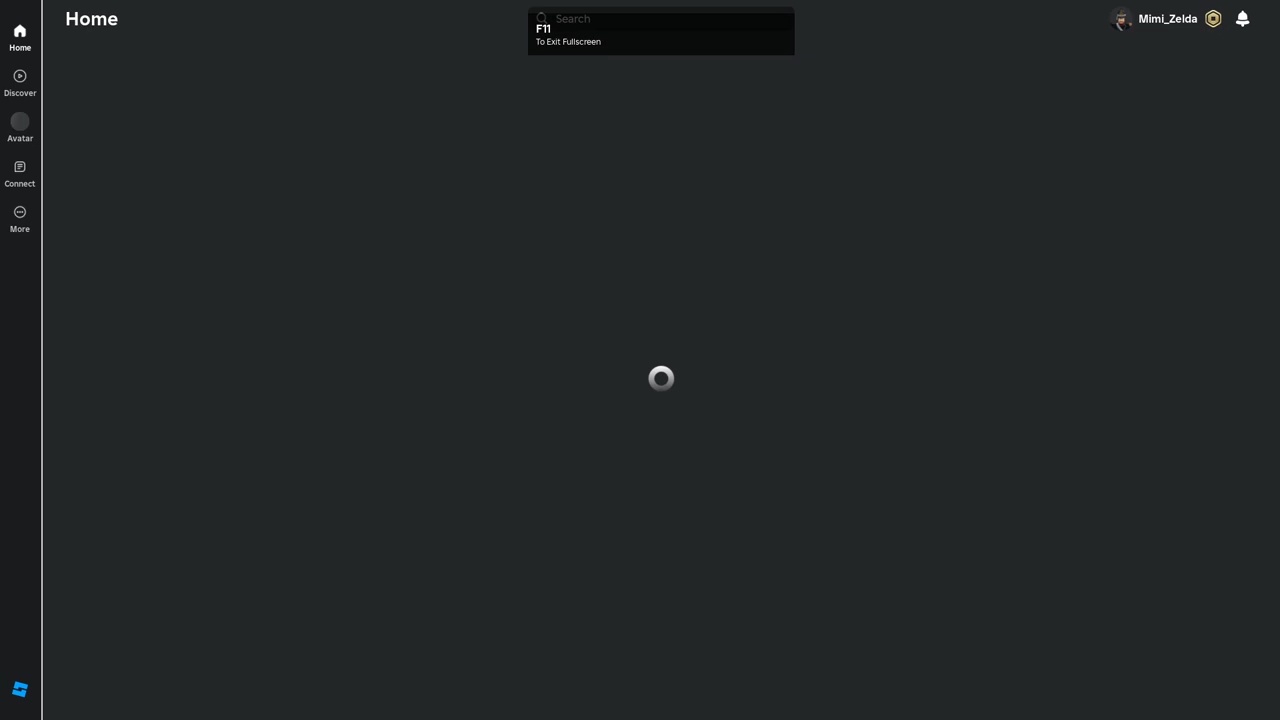 Home
Search
F11
To Exit Fullscreen
Mimi_Zelda
Home
Discover
Avatar
Connect
More